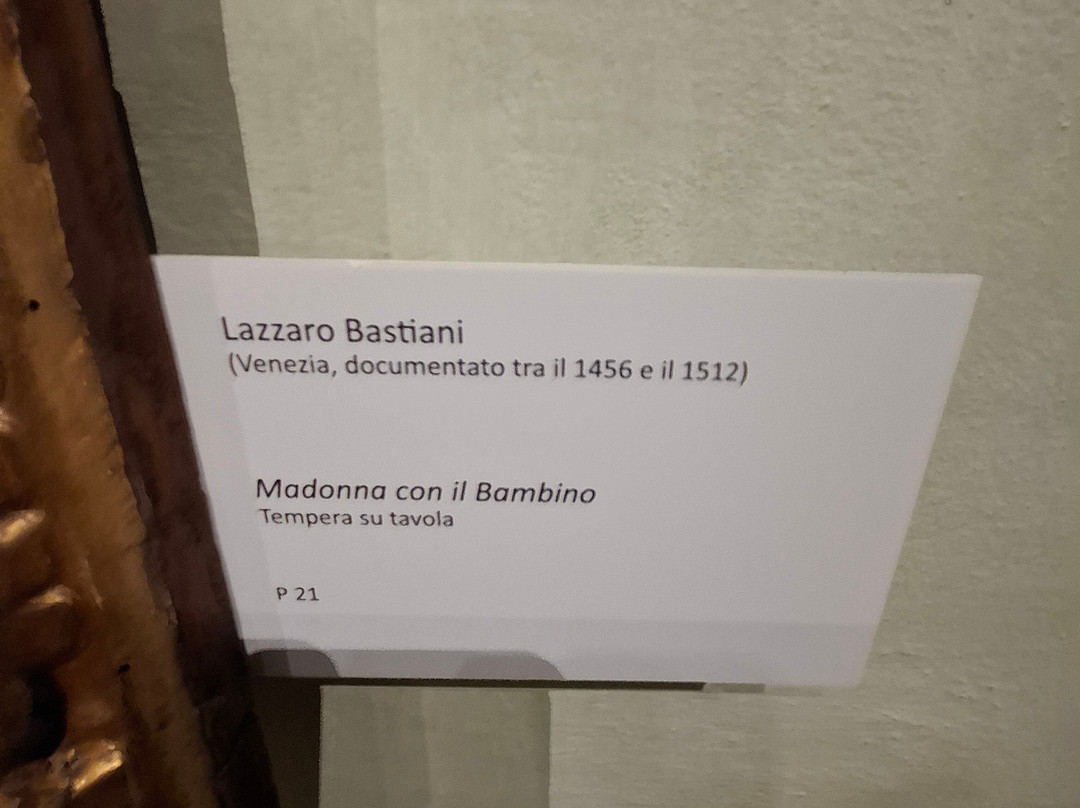 Lazzaro Bastiani
(Venezia, documentato tra il 1456 e il 1512)
Madonna con il Bambino
Tempera su tavola
P 21